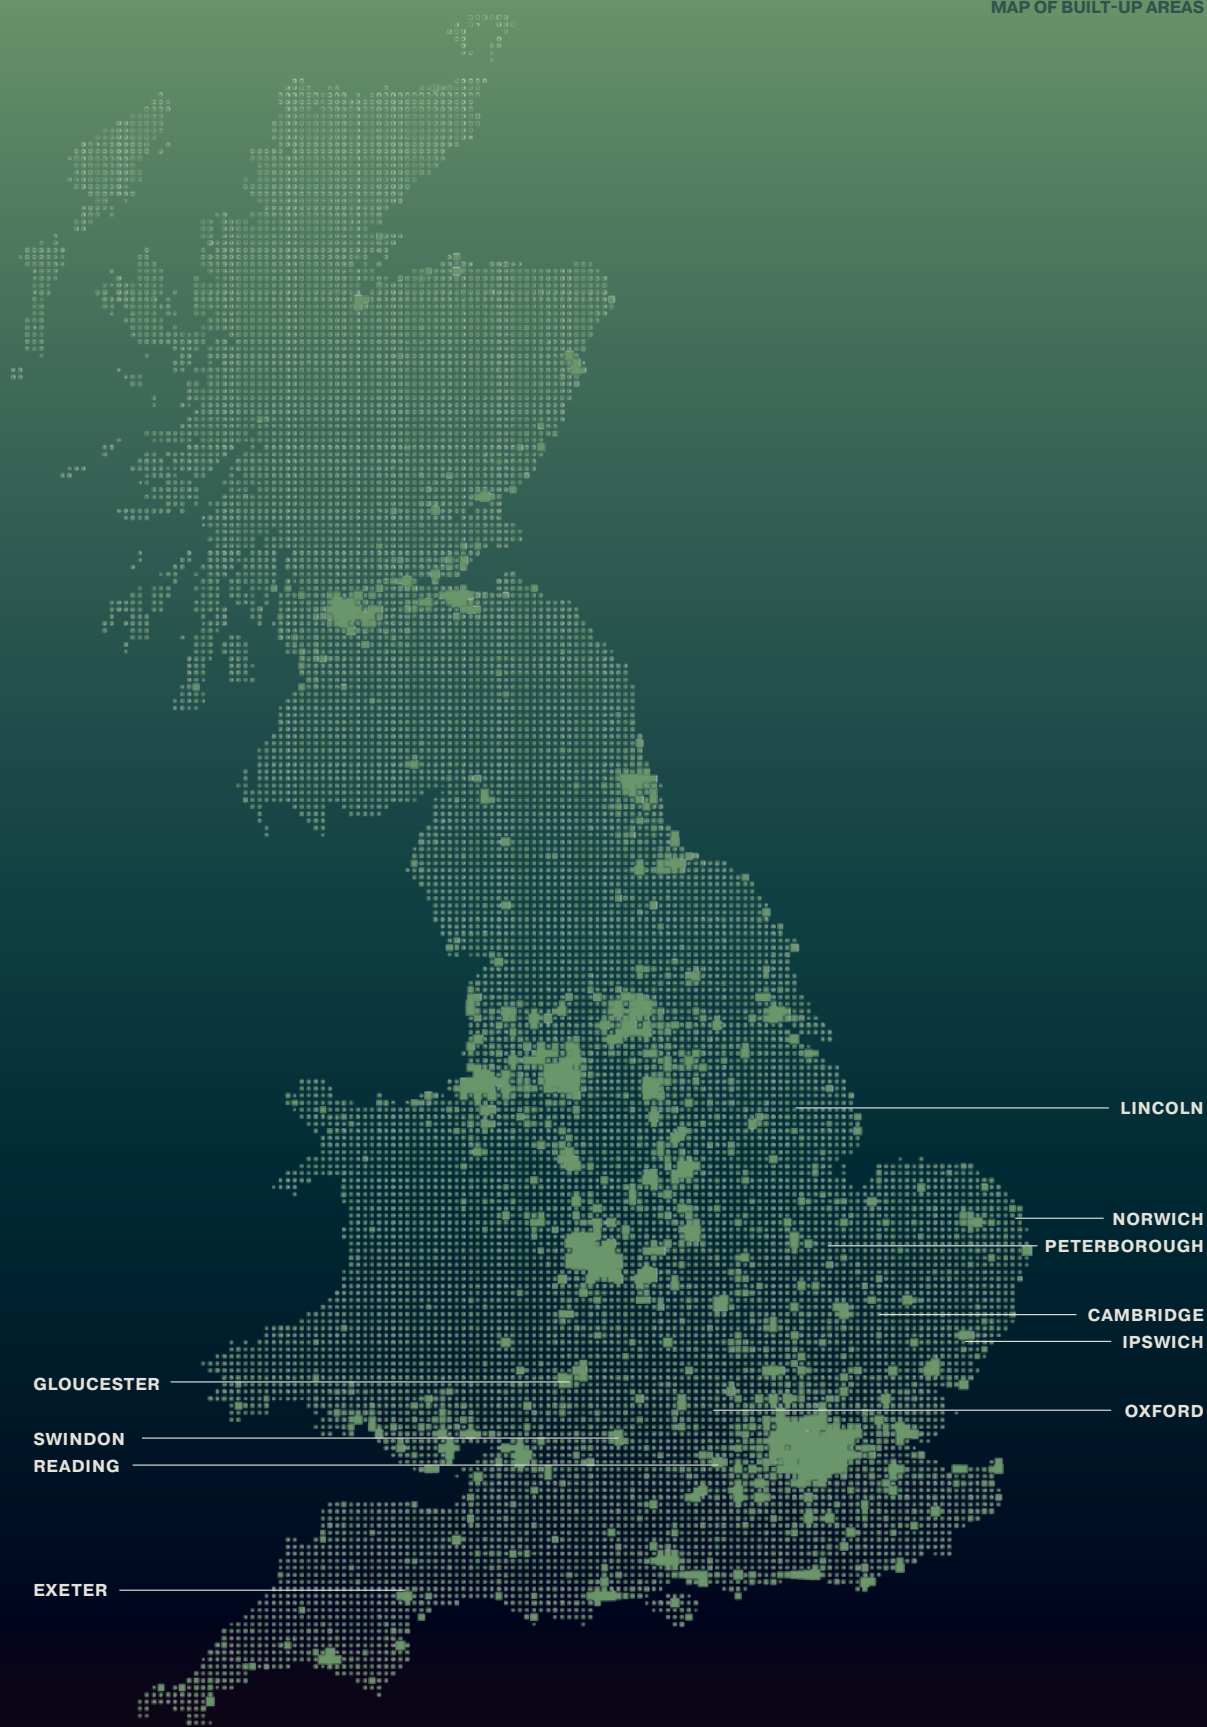 MAP OF BUILT-UP AREAS
LINCOLN
NORWICH
PETERBOROUGH
CAMBRIDGE
IPSWICH
GLOUCESTER
OXFORD
SWINDON
READING
EXETER